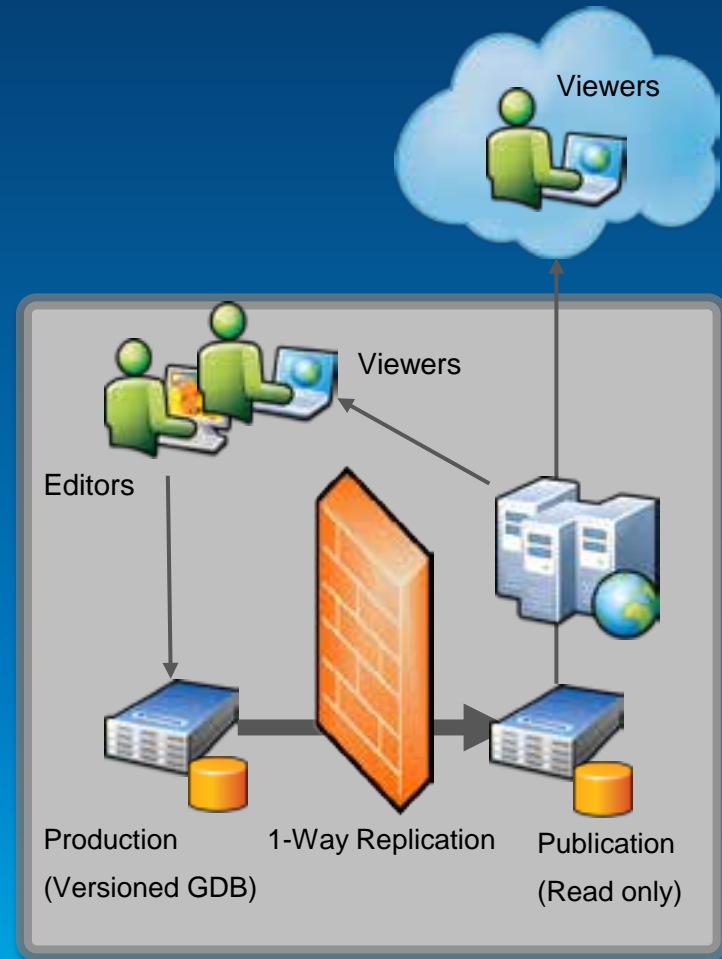 Viewers
Viewers
Editors
Production
(Versioned GDB)
1-Way Replication
Publication
(Read only)